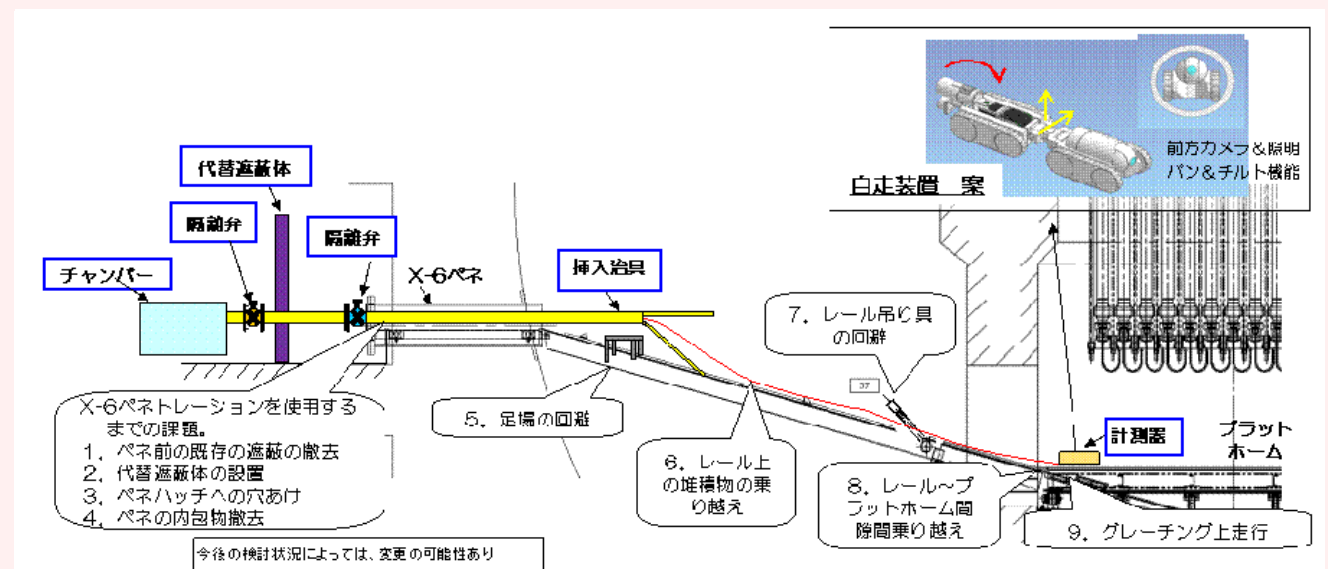 前方カメラ&照明
パン&チルト機能
自走装置 案
代替遮蔽体
隔離弁
隔離弁
チャンバー
X-6ペネ
挿入治具
7. レール吊り具
の回避
37
X-6ペネトレーションを使用する
までの課題。
1. ペネ前の既存の遮蔽の撤去
2. 代替遮蔽体の設置
3. ペネハッチへの穴あけ
4. ペネの内包物撤去
5. 足場の回避
6. レール上
の堆積物の乗
り越え
計測器
プラット
ホーム
8. レール~プ
ラットホーム間
隙間乗り越え
9. グレーチング上走行
今後の検討状況によっては、変更の可能性あり